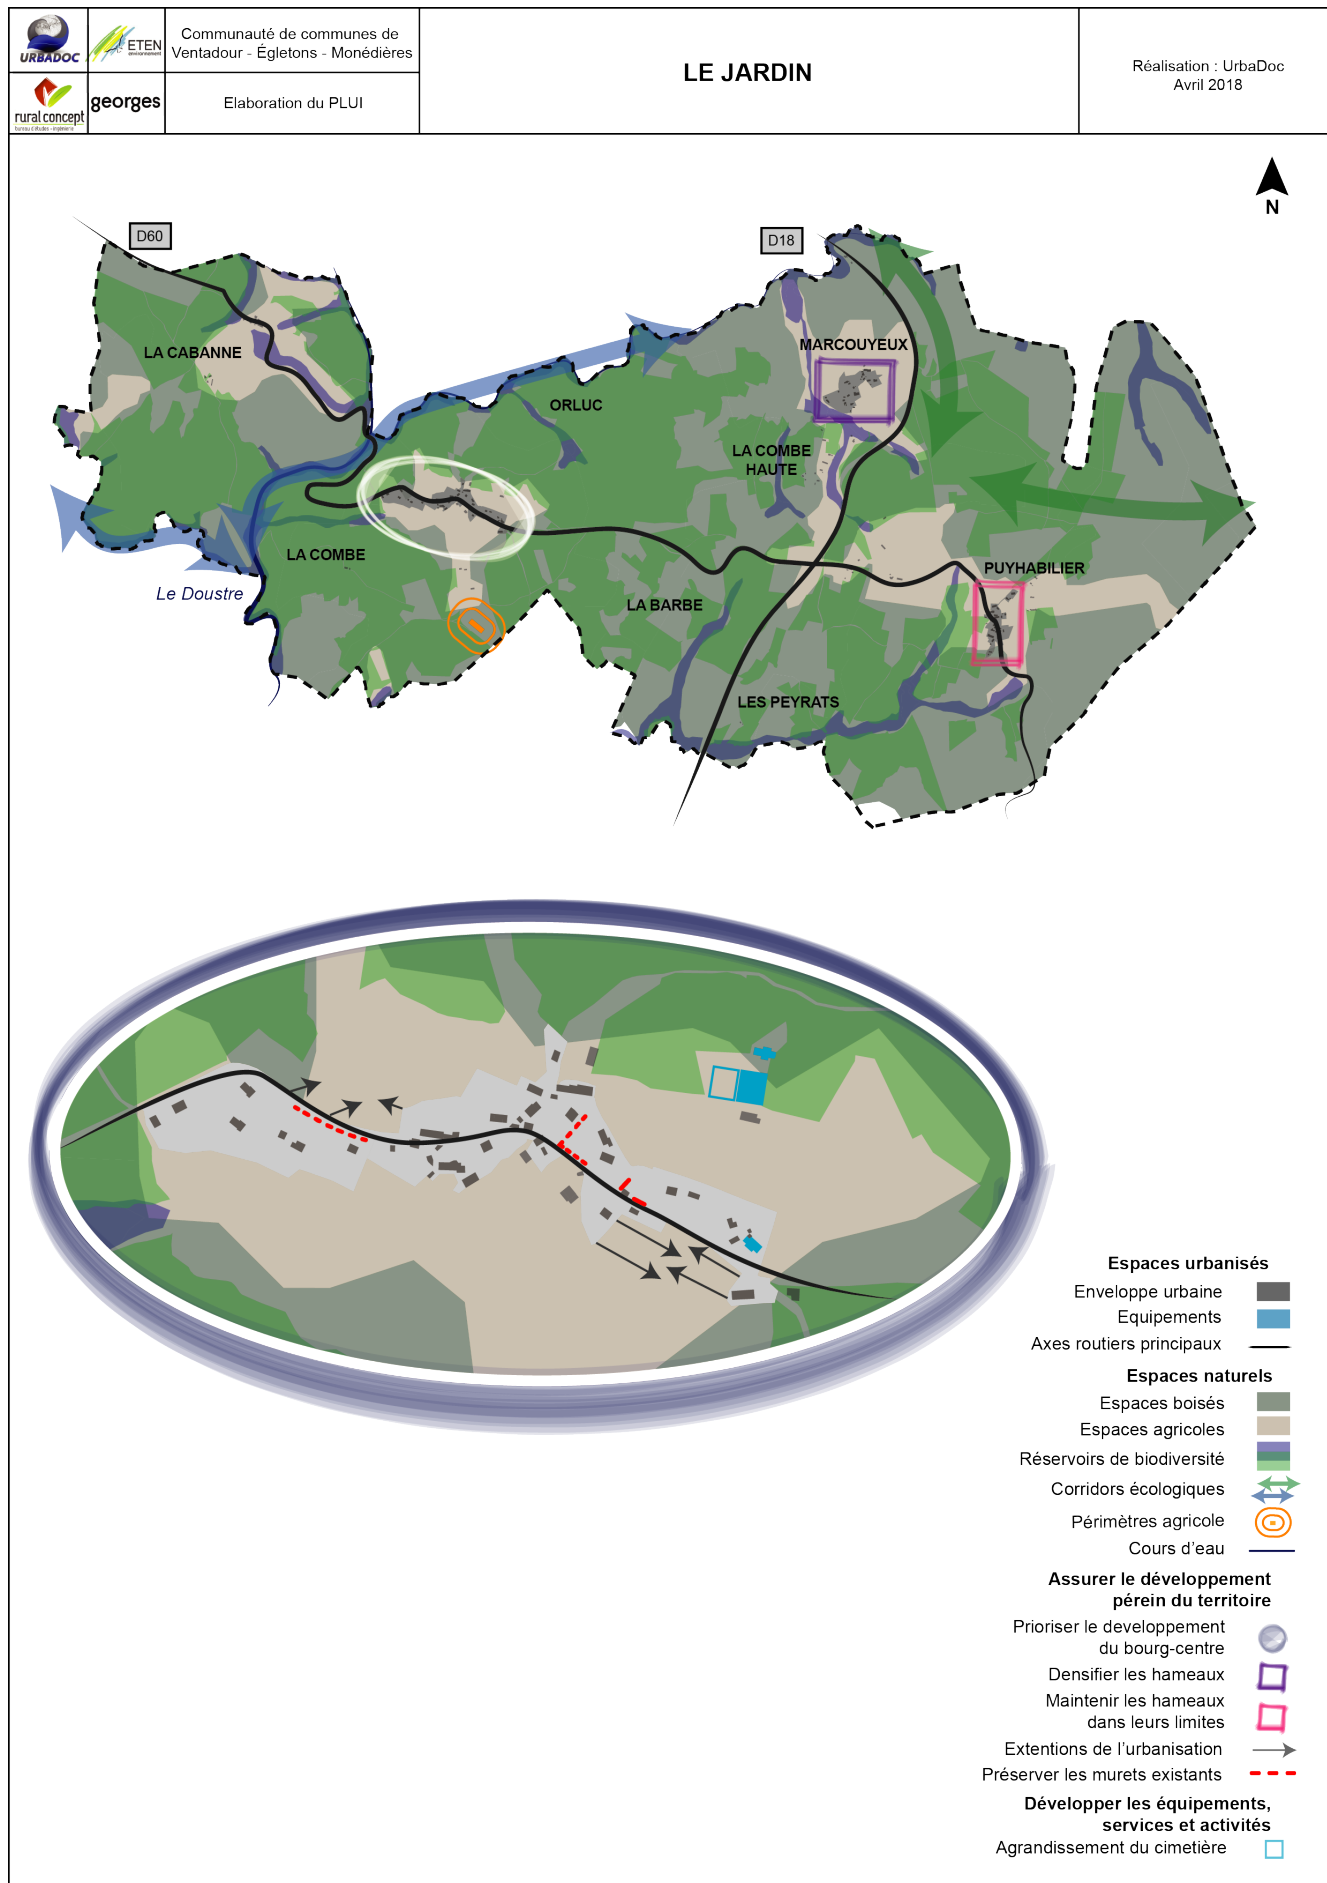 URBADOC
ETEN
environnement
rural concept
bureau d'études - ingénierie
georges
Communauté de communes de
Ventadour - Égletons - Monédières
Elaboration du PLUI
LE JARDIN
Réalisation : UrbaDoc
Avril 2018
N
D60
D18
LA CABANNE
MARCOUYEUX
ORLUC
LA COMBE
HAUTE
LA COMBE
PUYHABILIER
Le Doustre
LA BARBE
LES PEYRATS
Espaces urbanisés
Enveloppe urbaine
Equipements
Axes routiers principaux
Espaces naturels
Espaces boisés
Espaces agricoles
Réservoirs de biodiversité
Corridors écologiques
Périmètres agricole
Cours d'eau
Assurer le développement
pérein du territoire
Prioriser le developpement
du bourg-centre
Densifier les hameaux
Maintenir les hameaux
dans leurs limites
Extentions de l'urbanisation
Préserver les murets existants
Développer les équipements,
services et activités
Agrandissement du cimetière